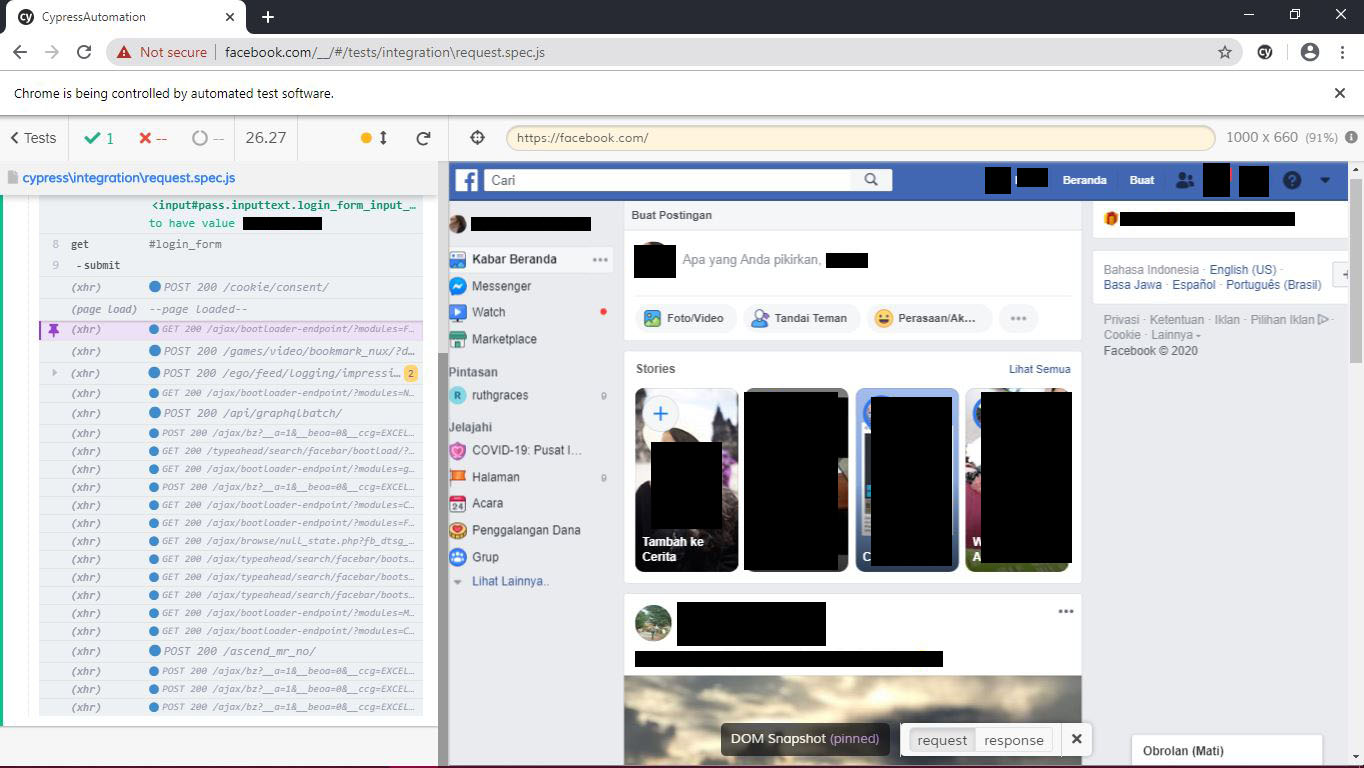 CypressAutomation
Not secure
facebook.com/__/#/tests/integration\request.spec.js
Chrome is being controlled by automated test software.
Tests
1
--
--
26.27
https://facebook.com/
1000 x 660 (91%)
cypress\integration\request.spec.js
<input#pass.inputtext.login_form_input_…
to have value
8 get #login_form
9 - submit
(xhr) POST 200 /cookie/consent/
(page load) --page loaded--
(xhr) GET 200 /ajax/bootloader-endpoint/?modules=F…
(xhr) POST 200 /games/video/bookmark_nux/?d…
(xhr) POST 200 /ego/feed/logging/impressi… 2
(xhr) GET 200 /ajax/bootloader-endpoint/?modules=N…
(xhr) POST 200 /api/graphqlbatch/
(xhr) POST 200 /ajax/bz?__a=1&__beoa=0&__ccg=EXCEL…
(xhr) GET 200 /typeahead/search/facebar/bootload/?…
(xhr) GET 200 /ajax/bootloader-endpoint/?modules=g…
(xhr) POST 200 /ajax/bz?__a=1&__beoa=0&__ccg=EXCEL…
(xhr) GET 200 /ajax/bootloader-endpoint/?modules=C…
(xhr) GET 200 /ajax/bootloader-endpoint/?modules=F…
(xhr) GET 200 /ajax/browse/null_state.php?fb_dtsg_…
(xhr) GET 200 /ajax/typeahead/search/facebar/boots…
(xhr) GET 200 /ajax/typeahead/search/facebar/boots…
(xhr) GET 200 /ajax/typeahead/search/facebar/boots…
(xhr) GET 200 /ajax/bootloader-endpoint/?modules=M…
(xhr) GET 200 /ajax/bootloader-endpoint/?modules=C…
(xhr) POST 200 /ascend_mr_no/
(xhr) POST 200 /ajax/bz?__a=1&__beoa=0&__ccg=EXCEL…
(xhr) POST 200 /ajax/bz?__a=1&__beoa=0&__ccg=EXCEL…
(xhr) POST 200 /ajax/bz?__a=1&__beoa=0&__ccg=EXCEL…
Cari
Beranda
Buat
Kabar Beranda
Messenger
Watch
Marketplace
Pintasan
ruthgraces 9
Jelajahi
COVID-19: Pusat I…
Halaman 9
Acara
Penggalangan Dana
Grup
Lihat Lainnya..
Buat Postingan
Apa yang Anda pikirkan,
Foto/Video
Tandai Teman
Perasaan/Ak...
Stories
Lihat Semua
Tambah ke
Cerita
Bahasa Indonesia · English (US) ·
Basa Jawa · Español · Português (Brasil)
Privasi · Ketentuan · Iklan · Pilihan Iklan ·
Cookie · Lainnya
Facebook © 2020
DOM Snapshot (pinned)
request
response
Obrolan (Mati)